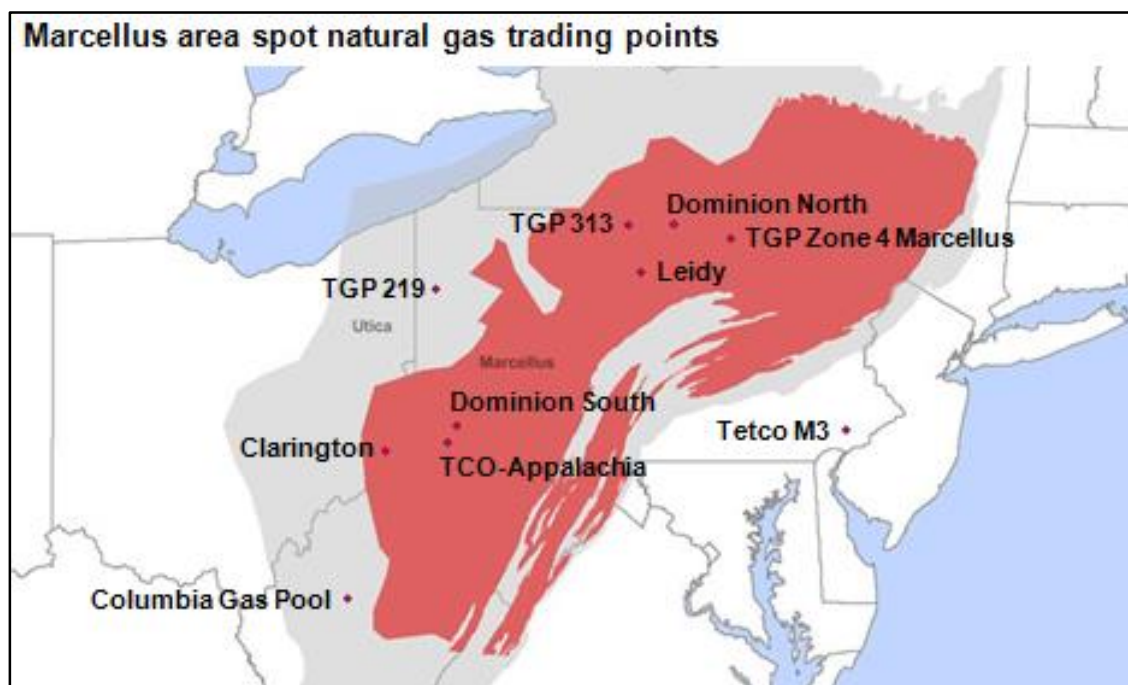 Marcellus area spot natural gas trading points
Dominion North
TGP 313
TGP Zone 4 Marcellus
Leidy
TGP 219
Utica
Marcellus
Dominion South
Tetco M3
Clarington
TCO-Appalachia
Columbia Gas Pool